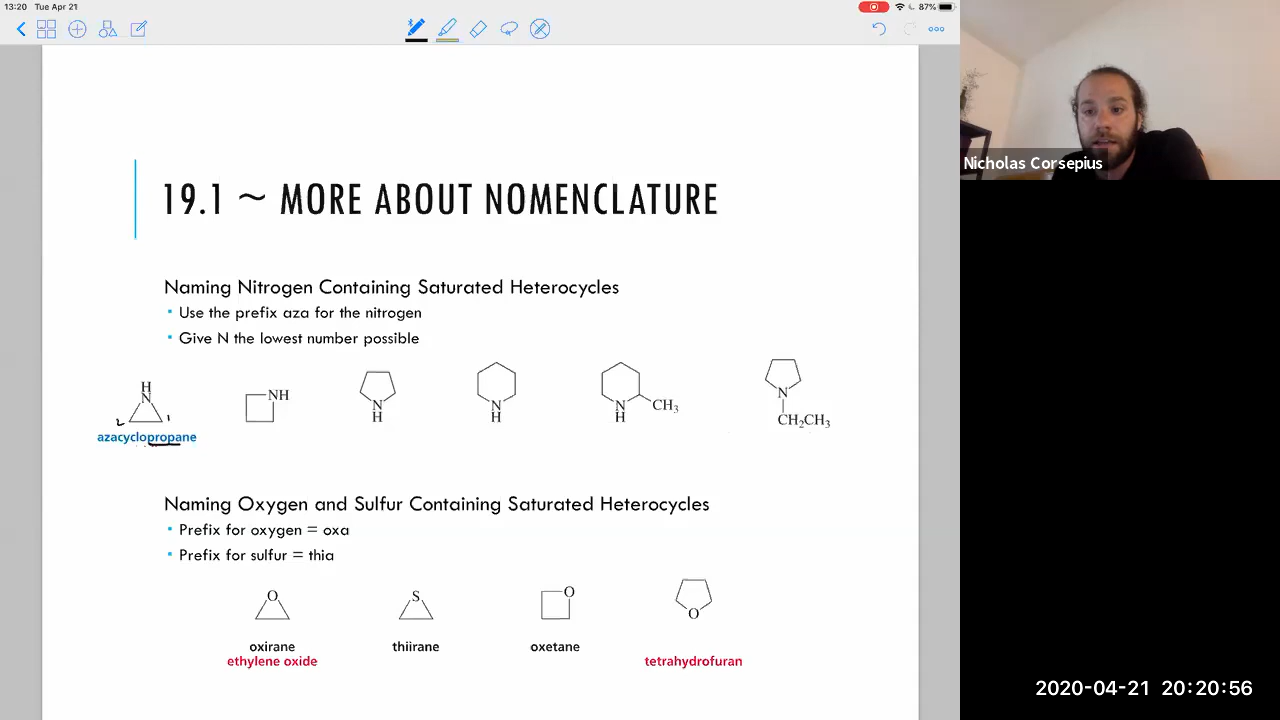 13:20 Tue Apr 21
87%
Nicholas Corsepius
19.1 ~ MORE ABOUT NOMENCLATURE
Naming Nitrogen Containing Saturated Heterocycles
• Use the prefix aza for the nitrogen
• Give N the lowest number possible
H
N
2 1
azacyclopropane
NH
N
H
N
H
N
H
CH3
N
CH2CH3
Naming Oxygen and Sulfur Containing Saturated Heterocycles
• Prefix for oxygen = oxa
• Prefix for sulfur = thia
O
S
O
O
oxirane
ethylene oxide
thiirane
oxetane
tetrahydrofuran
2020-04-21 20:20:56